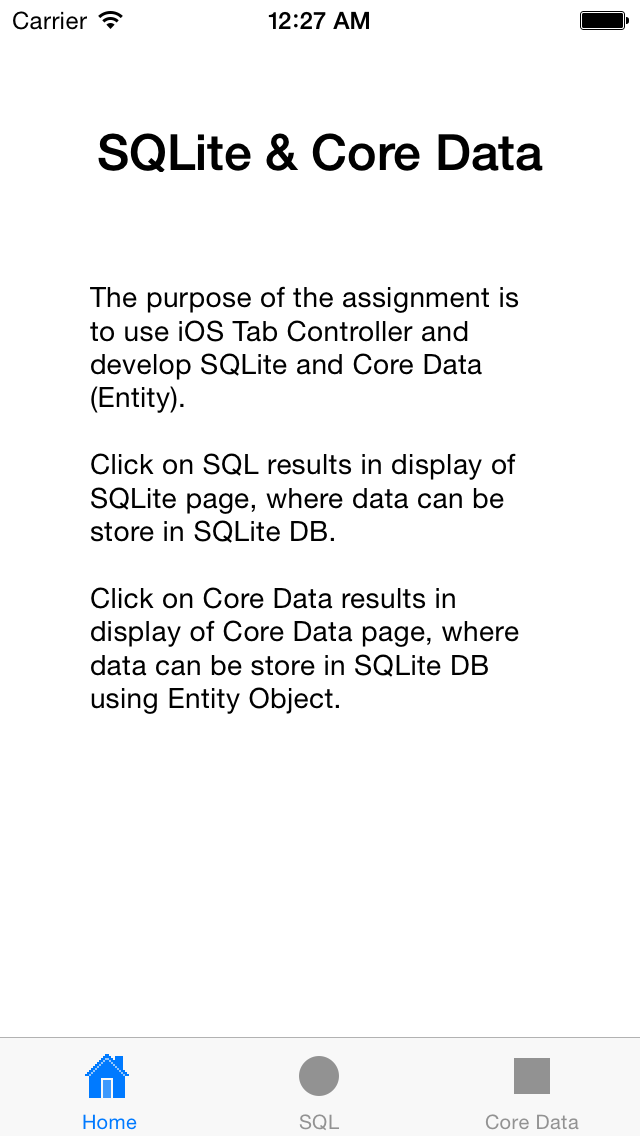 Carrier 12:27 AM
SQLite & Core Data
The purpose of the assignment is
to use iOS Tab Controller and
develop SQLite and Core Data
(Entity).
Click on SQL results in display of
SQLite page, where data can be
store in SQLite DB.
Click on Core Data results in
display of Core Data page, where
data can be store in SQLite DB
using Entity Object.
Home SQL Core Data